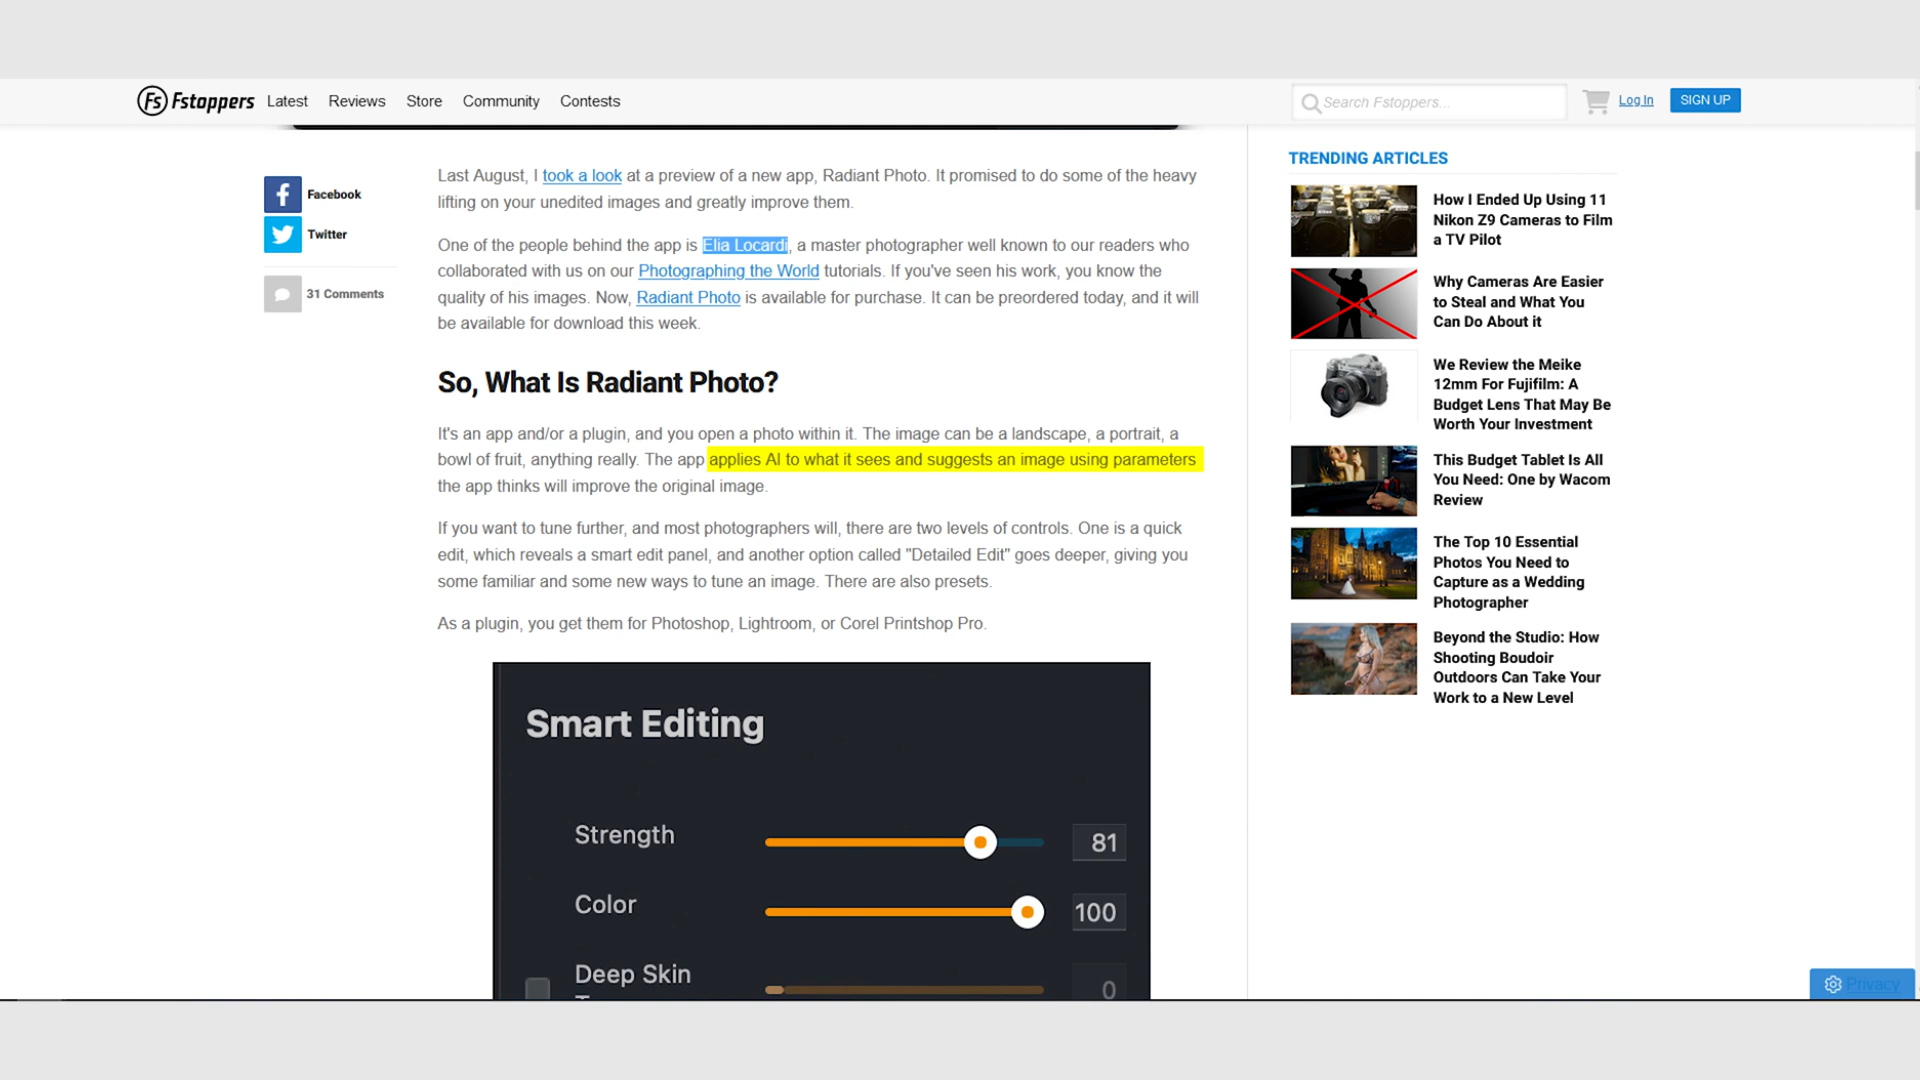 Fs Fstoppers Latest Reviews Store Community Contests Search Fstoppers... Log In SIGN UP
Facebook
Twitter
31 Comments
Last August, I took a look at a preview of a new app, Radiant Photo. It promised to do some of the heavy
lifting on your unedited images and greatly improve them.
One of the people behind the app is Elia Locardi, a master photographer well known to our readers who
collaborated with us on our Photographing the World tutorials. If you've seen his work, you know the
quality of his images. Now, Radiant Photo is available for purchase. It can be preordered today, and it will
be available for download this week.
So, What Is Radiant Photo?
It's an app and/or a plugin, and you open a photo within it. The image can be a landscape, a portrait, a
bowl of fruit, anything really. The app applies AI to what it sees and suggests an image using parameters
the app thinks will improve the original image.
If you want to tune further, and most photographers will, there are two levels of controls. One is a quick
edit, which reveals a smart edit panel, and another option called "Detailed Edit" goes deeper, giving you
some familiar and some new ways to tune an image. There are also presets.
As a plugin, you get them for Photoshop, Lightroom, or Corel Printshop Pro.
Smart Editing
Strength 81
Color 100
Deep Skin 0
TRENDING ARTICLES
How I Ended Up Using 11
Nikon Z9 Cameras to Film
a TV Pilot
Why Cameras Are Easier
to Steal and What You
Can Do About it
We Review the Meike
12mm For Fujifilm: A
Budget Lens That May Be
Worth Your Investment
This Budget Tablet Is All
You Need: One by Wacom
Review
The Top 10 Essential
Photos You Need to
Capture as a Wedding
Photographer
Beyond the Studio: How
Shooting Boudoir
Outdoors Can Take Your
Work to a New Level
Privacy